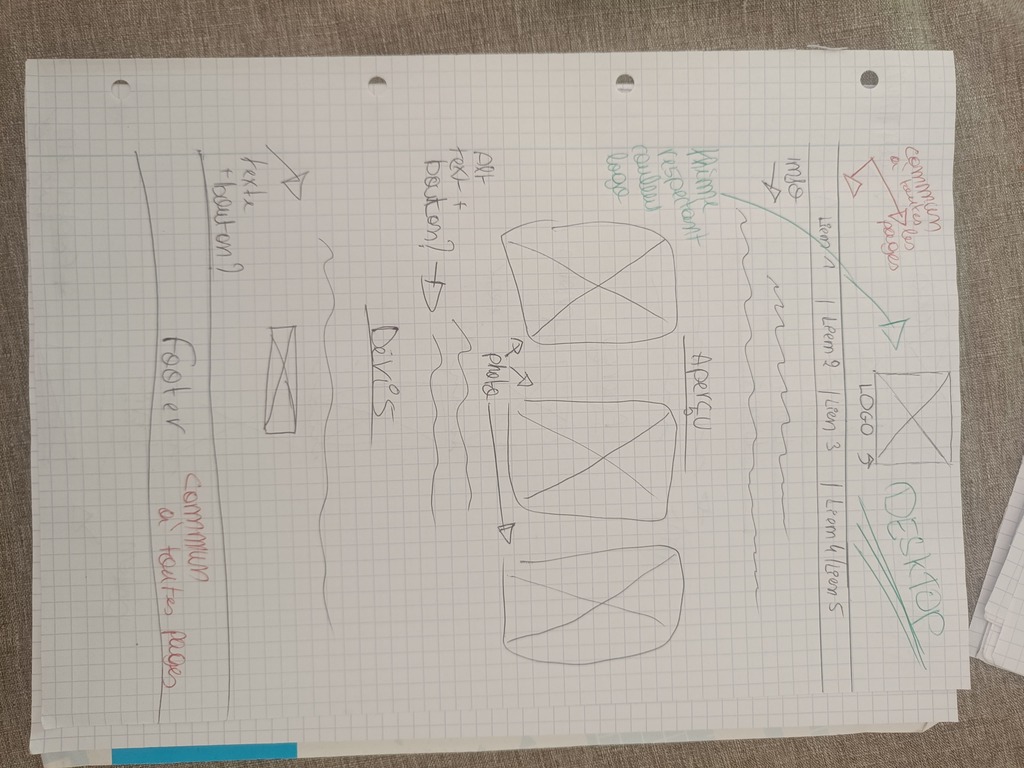 commun
à toutes
les
pages
DESKTOP
LOGO
Lien 1 | Lien 2 | Lien 3 | Lien 4 | Lien 5
info
thime
respectant
couleur
logo
Aperçu
photo
Alt
text +
bouton?
Devis
texte
+ bouton?
Footer
commun
à toutes pages